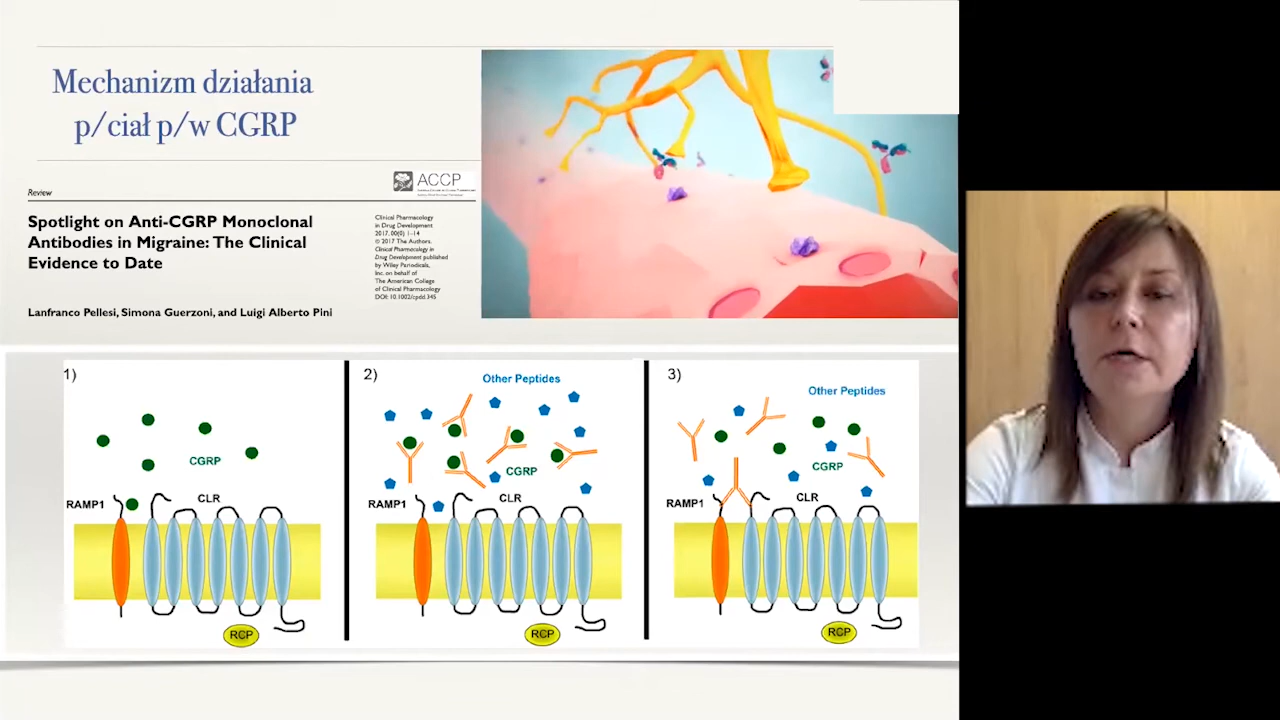 Mechanizm działania
p/ciał p/w CGRP
Review
ACCP
Spotlight on Anti-CGRP Monoclonal
Antibodies in Migraine: The Clinical
Evidence to Date
Clinical Pharmacology
in Drug Development
2017, 00(0) 1–14
© 2017 The Authors.
Clinical Pharmacology in
Drug Development published
by Wiley Periodicals,
Inc. on behalf of
The American College
of Clinical Pharmacology
DOI: 10.1002/cpdd.345
Lanfranco Pellesi, Simona Guerzoni, and Luigi Alberto Pini
1)
CGRP
RAMP1
CLR
RCP
2)
Other Peptides
CGRP
RAMP1
CLR
RCP
3)
Other Peptides
CGRP
RAMP1
CLR
RCP